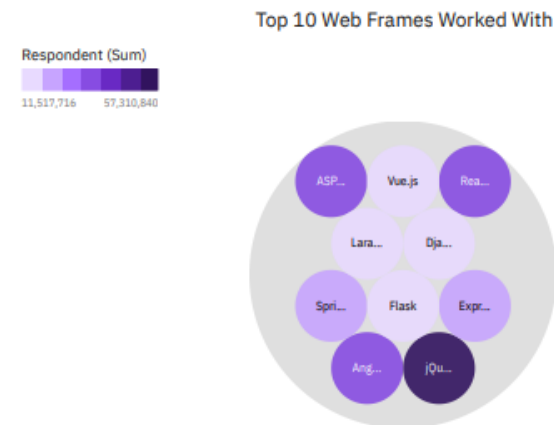 Top 10 Web Frames Worked With
Respondent (Sum)
11,517,716 57,310,840
ASP... Vue.js Rea...
Lara... Dja...
Spri... Flask Expr...
Ang... jQu...